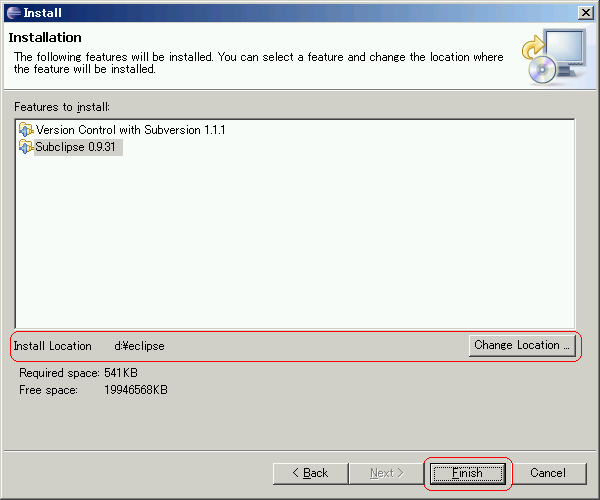 Install
Installation
The following features will be installed. You can select a feature and change the location where
the feature will be installed.
Features to install:
Version Control with Subversion 1.1.1
Subclipse 0.9.31
Install Location d:¥eclipse Change Location ...
Required space: 541KB
Free space: 19946568KB
< Back Next > Finish Cancel